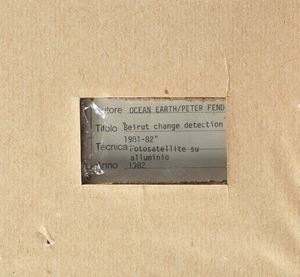 Autore OCEAN EARTH/PETER FEND
Titolo "Beirut change detection
1981-82"
Tecnica Fotosatellite su
alluminio
Anno 1982